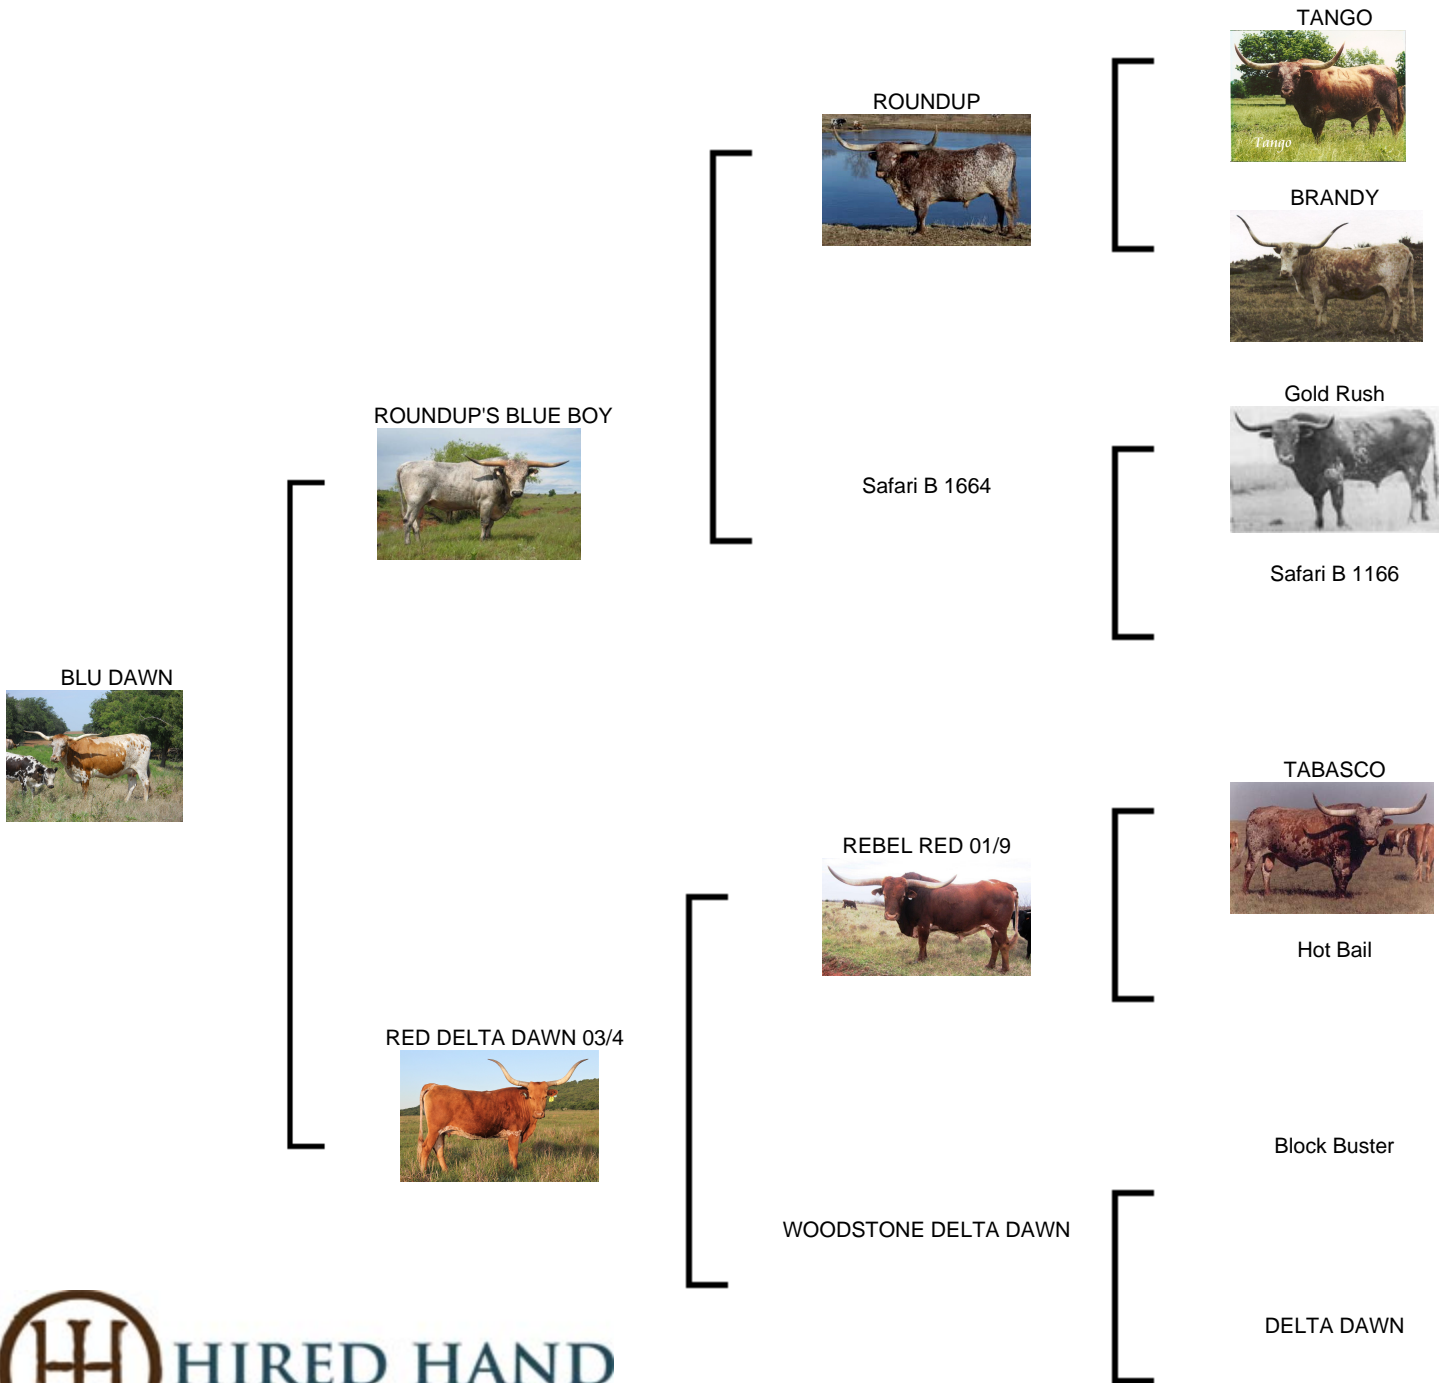 TANGO
Tango
ROUNDUP
BRANDY
Gold Rush
ROUNDUP'S BLUE BOY
Safari B 1664
Safari B 1166
BLU DAWN
TABASCO
REBEL RED 01/9
Hot Bail
RED DELTA DAWN 03/4
Block Buster
WOODSTONE DELTA DAWN
DELTA DAWN
HIRED HAND